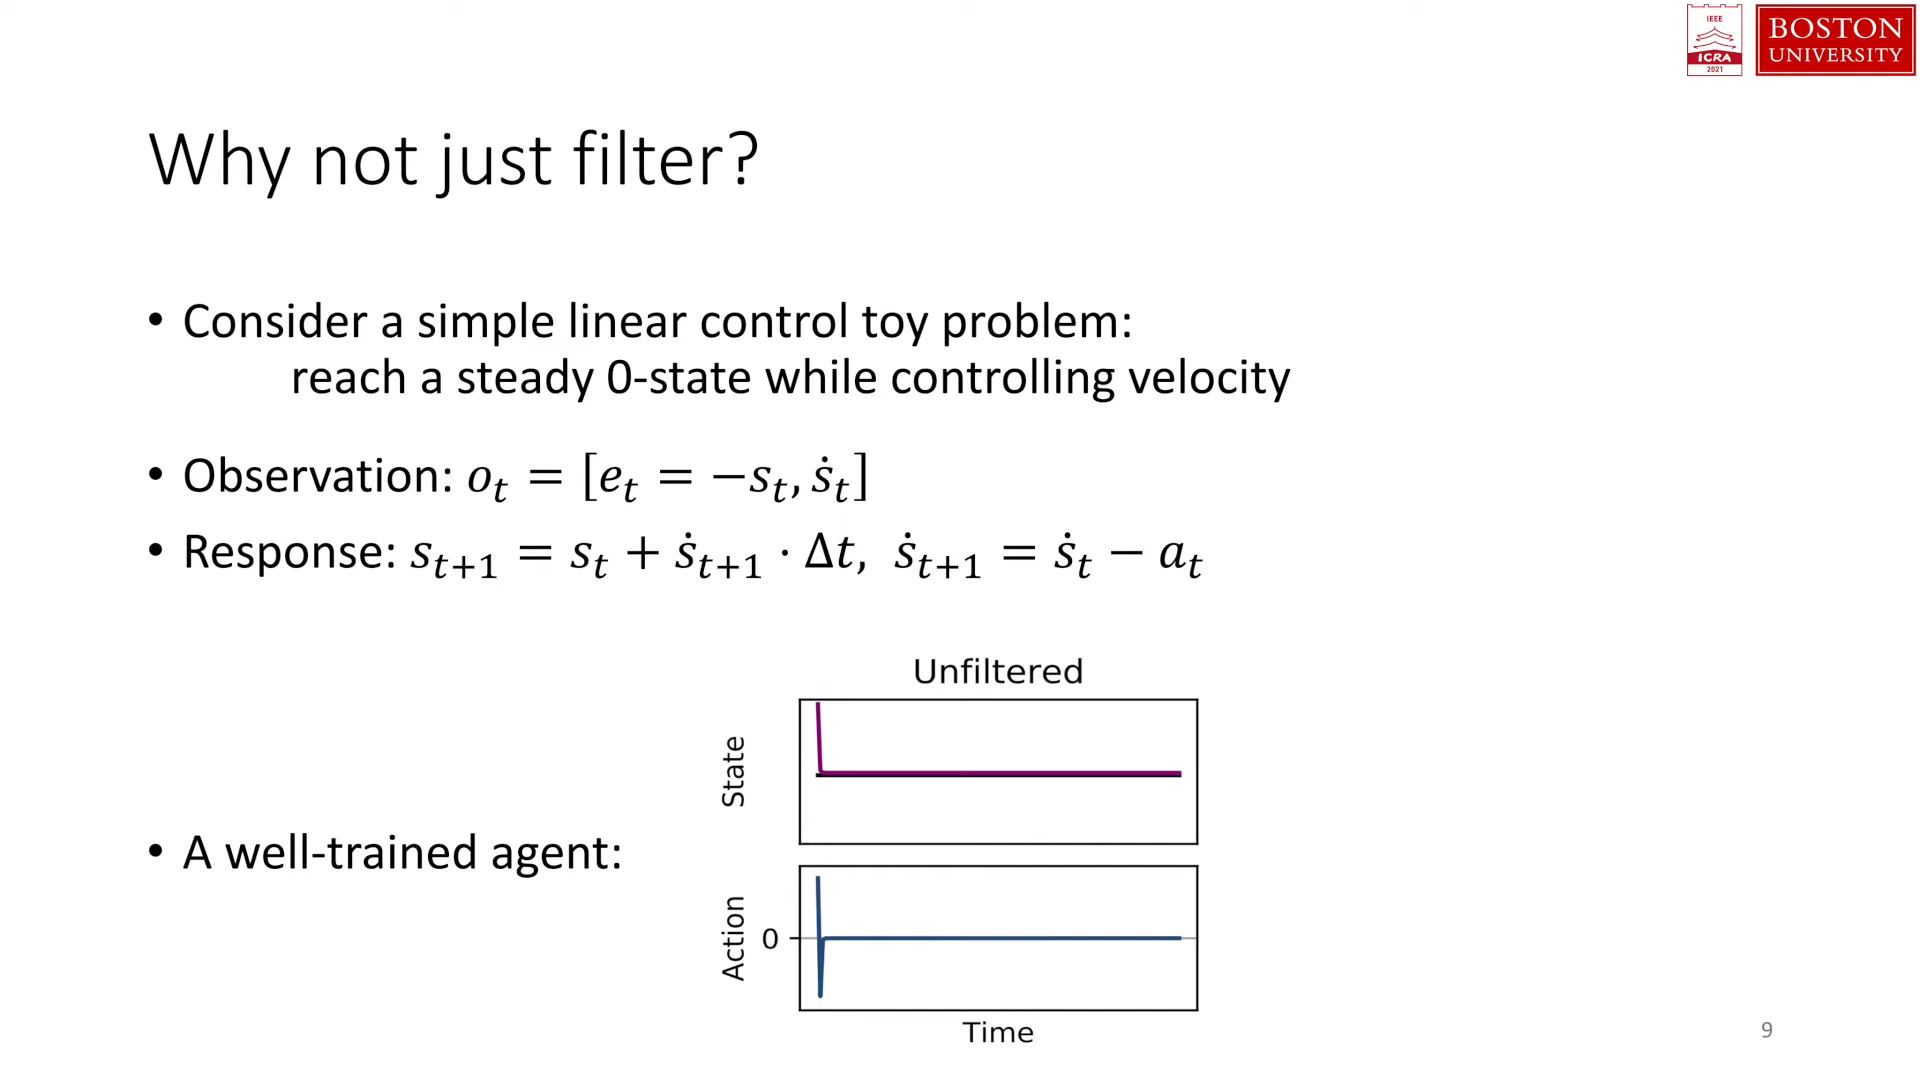 IEEE
ICRA
2021
BOSTON
UNIVERSITY
Why not just filter?
• Consider a simple linear control toy problem:
reach a steady 0-state while controlling velocity
• Observation: oₜ = [eₜ = −sₜ, ṡₜ]
• Response: sₜ₊₁ = sₜ + ṡₜ₊₁ · Δt, ṡₜ₊₁ = ṡₜ − aₜ
Unfiltered
State
• A well-trained agent:
Action
0
Time
9